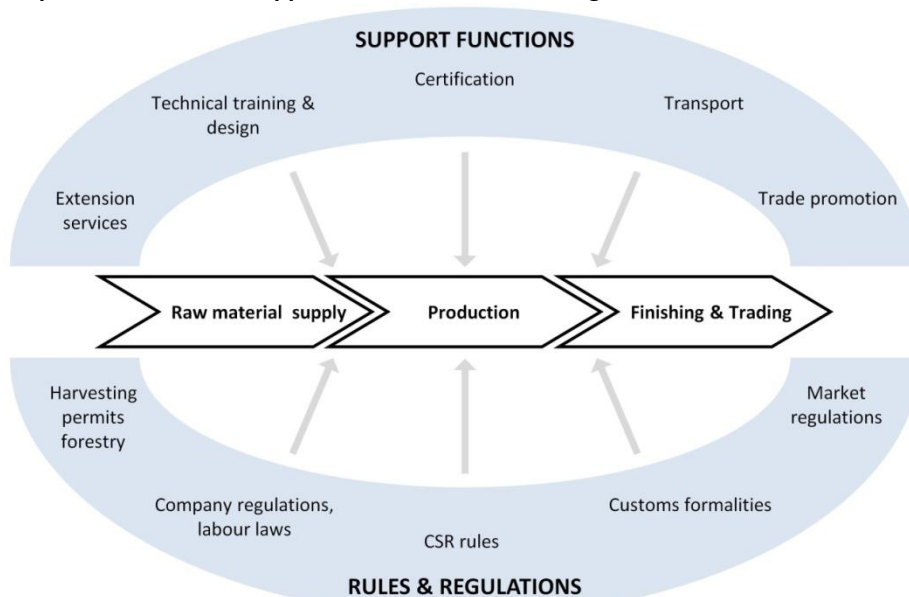 SUPPORT FUNCTIONS
Certification
Technical training &
design
Transport
Extension
services
Trade promotion
Raw material supply
Production
Finishing & Trading
Harvesting
permits
forestry
Market
regulations
Company regulations,
labour laws
Customs formalities
CSR rules
RULES & REGULATIONS